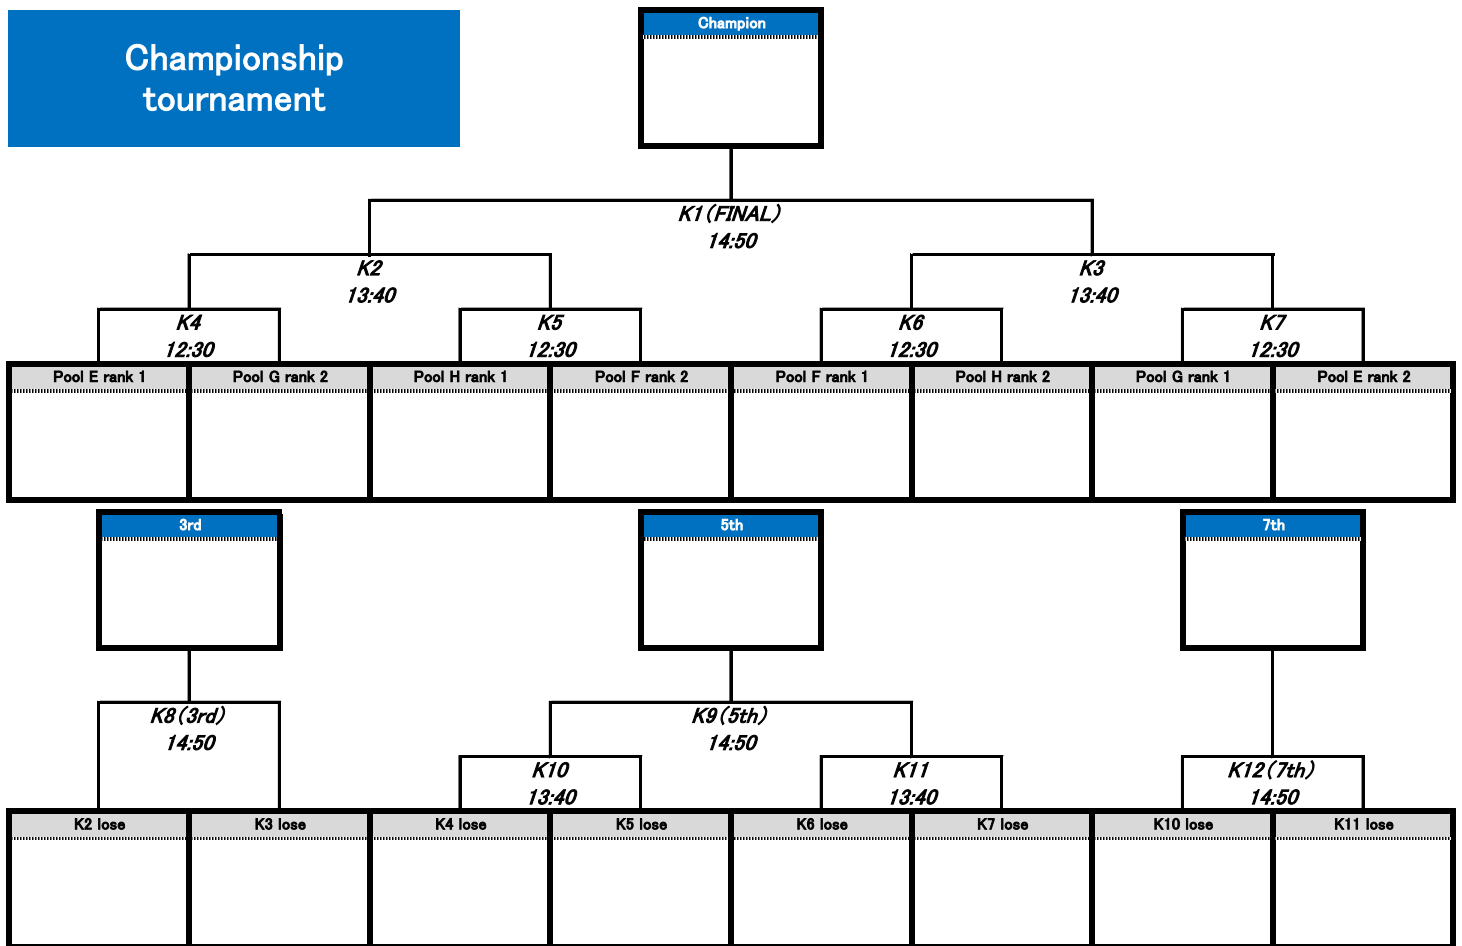 Championship
tournament
Champion
K1(FINAL)
14:50
K2
K3
13:40
13:40
K4
K5
K6
K7
12:30
12:30
12:30
12:30
Pool E rank 1
Pool G rank 2
Pool H rank 1
Pool F rank 2
Pool F rank 1
Pool H rank 2
Pool G rank 1
Pool E rank 2
3rd
5th
7th
K8(3rd)
K9(5th)
14:50
14:50
K10
K11
K12(7th)
13:40
13:40
14:50
K2 lose
K3 lose
K4 lose
K5 lose
K6 lose
K7 lose
K10 lose
K11 lose